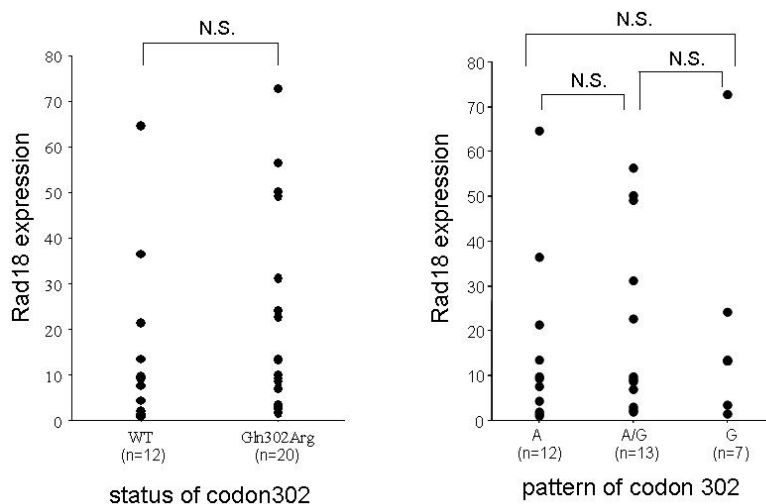 N.S.
80
70
60
50
40
30
20
10
0
Rad18 expression
WT
(n=12)
Gln302Arg
(n=20)
status of codon302
N.S.
N.S.
N.S.
80
70
60
50
40
30
20
10
0
Rad18 expression
A
(n=12)
A/G
(n=13)
G
(n=7)
pattern of codon 302